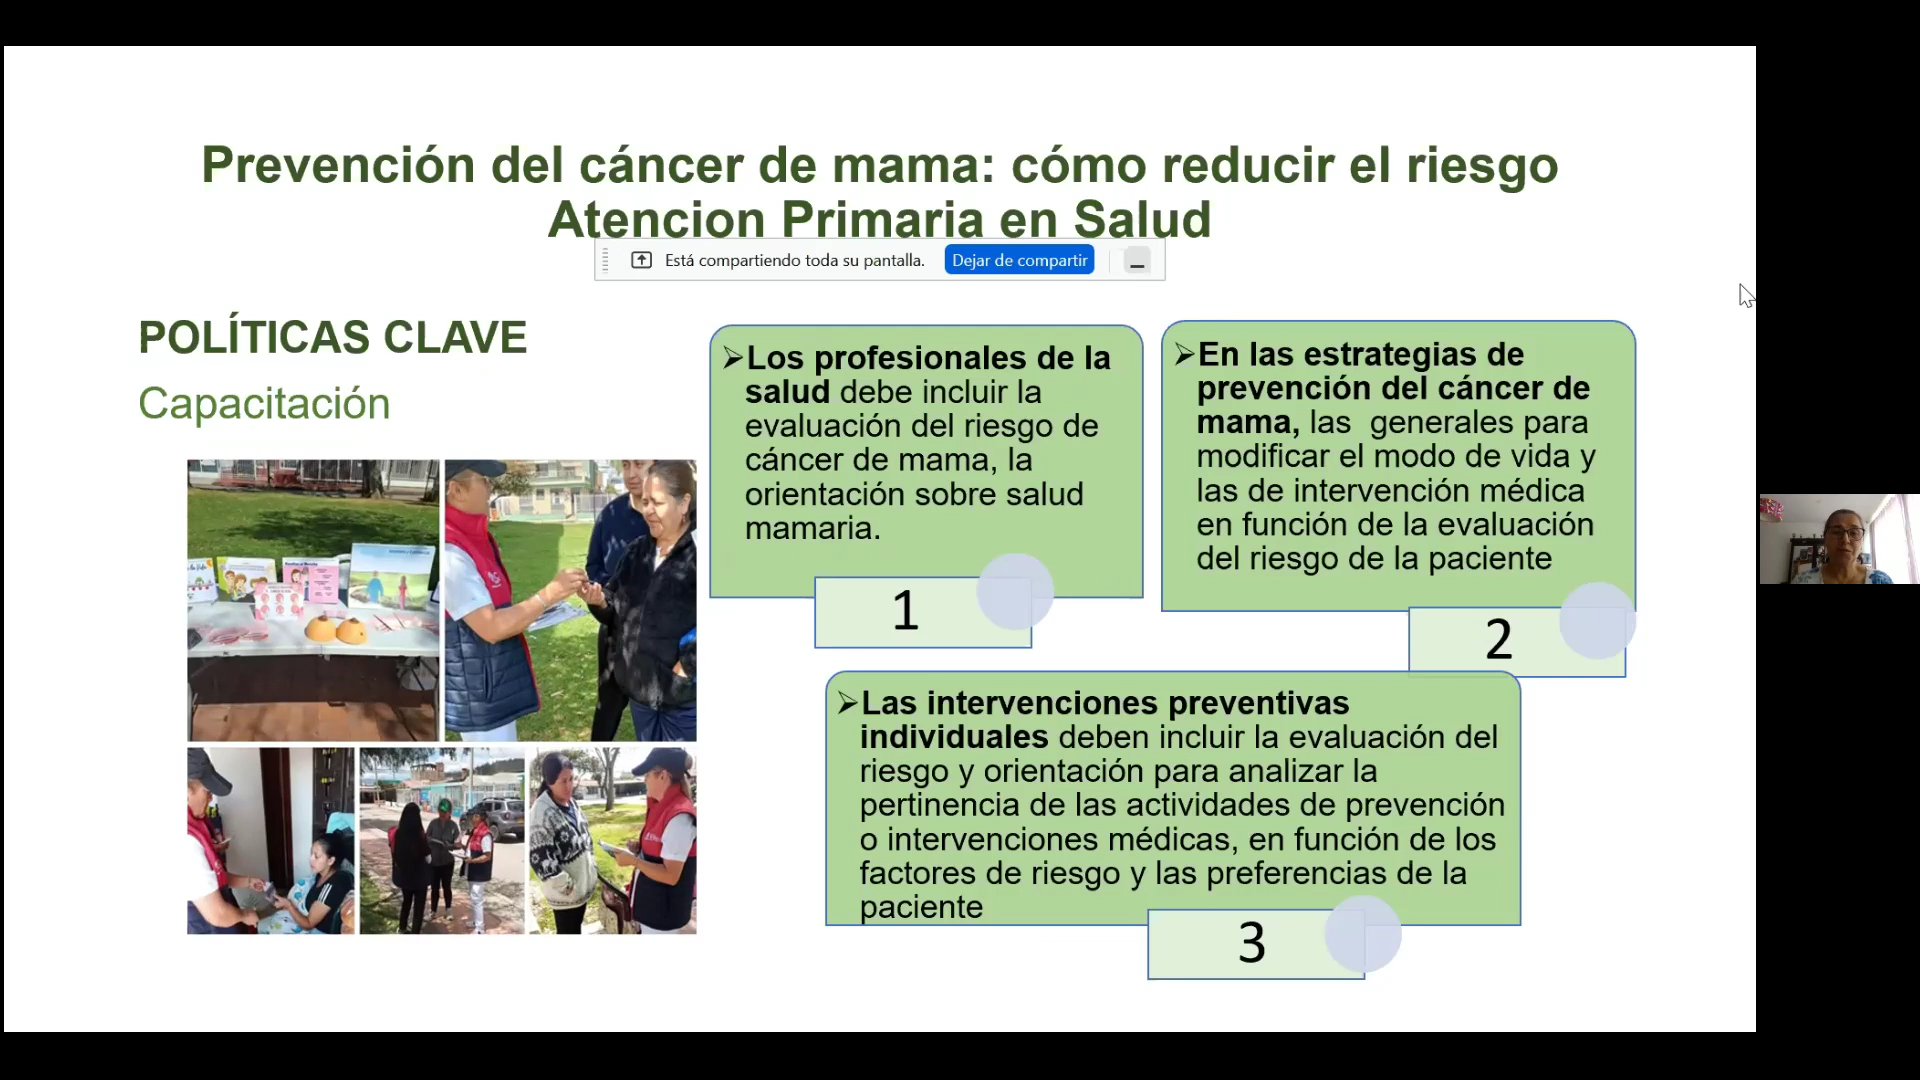 Prevención del cáncer de mama: cómo reducir el riesgo
Atencion Primaria en Salud
Está compartiendo toda su pantalla.
Dejar de compartir
POLÍTICAS CLAVE
Capacitación
➢Los profesionales de la
salud debe incluir la
evaluación del riesgo de
cáncer de mama, la
orientación sobre salud
mamaria.
1
➢En las estrategias de
prevención del cáncer de
mama, las  generales para
modificar el modo de vida y
las de intervención médica
en función de la evaluación
del riesgo de la paciente
2
➢Las intervenciones preventivas
individuales deben incluir la evaluación del
riesgo y orientación para analizar la
pertinencia de las actividades de prevención
o intervenciones médicas, en función de los
factores de riesgo y las preferencias de la
paciente
3